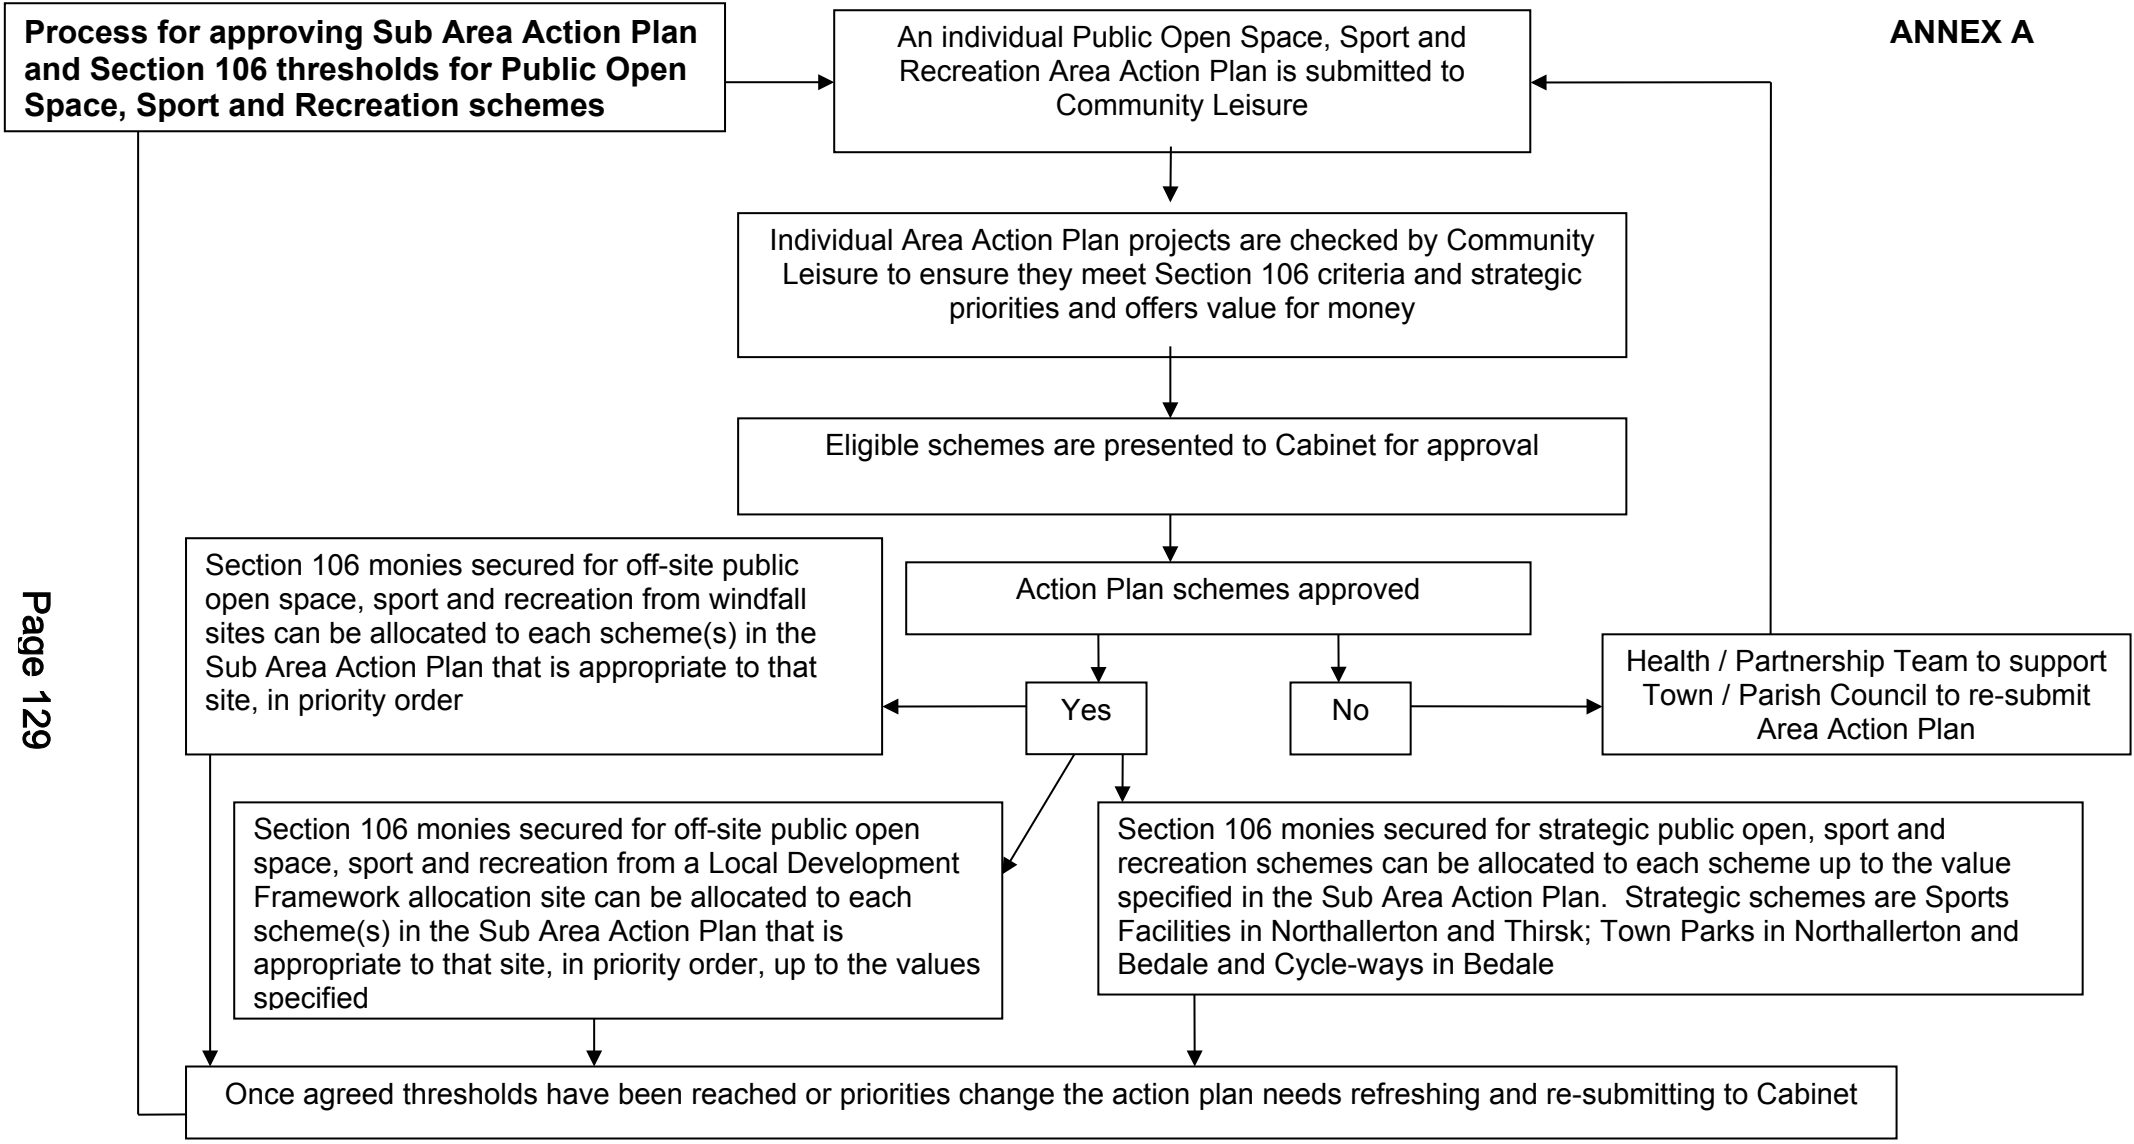 Process for approving Sub Area Action Plan
and Section 106 thresholds for Public Open
Space, Sport and Recreation schemes
An individual Public Open Space, Sport and
Recreation Area Action Plan is submitted to
Community Leisure
ANNEX A
Individual Area Action Plan projects are checked by Community
Leisure to ensure they meet Section 106 criteria and strategic
priorities and offers value for money
Eligible schemes are presented to Cabinet for approval
Action Plan schemes approved
Yes
No
Health / Partnership Team to support
Town / Parish Council to re-submit
Area Action Plan
Section 106 monies secured for off-site public
open space, sport and recreation from windfall
sites can be allocated to each scheme(s) in the
Sub Area Action Plan that is appropriate to that
site, in priority order
Section 106 monies secured for off-site public open
space, sport and recreation from a Local Development
Framework allocation site can be allocated to each
scheme(s) in the Sub Area Action Plan that is
appropriate to that site, in priority order, up to the values
specified
Section 106 monies secured for strategic public open, sport and
recreation schemes can be allocated to each scheme up to the value
specified in the Sub Area Action Plan.  Strategic schemes are Sports
Facilities in Northallerton and Thirsk; Town Parks in Northallerton and
Bedale and Cycle-ways in Bedale
Once agreed thresholds have been reached or priorities change the action plan needs refreshing and re-submitting to Cabinet
Page 129